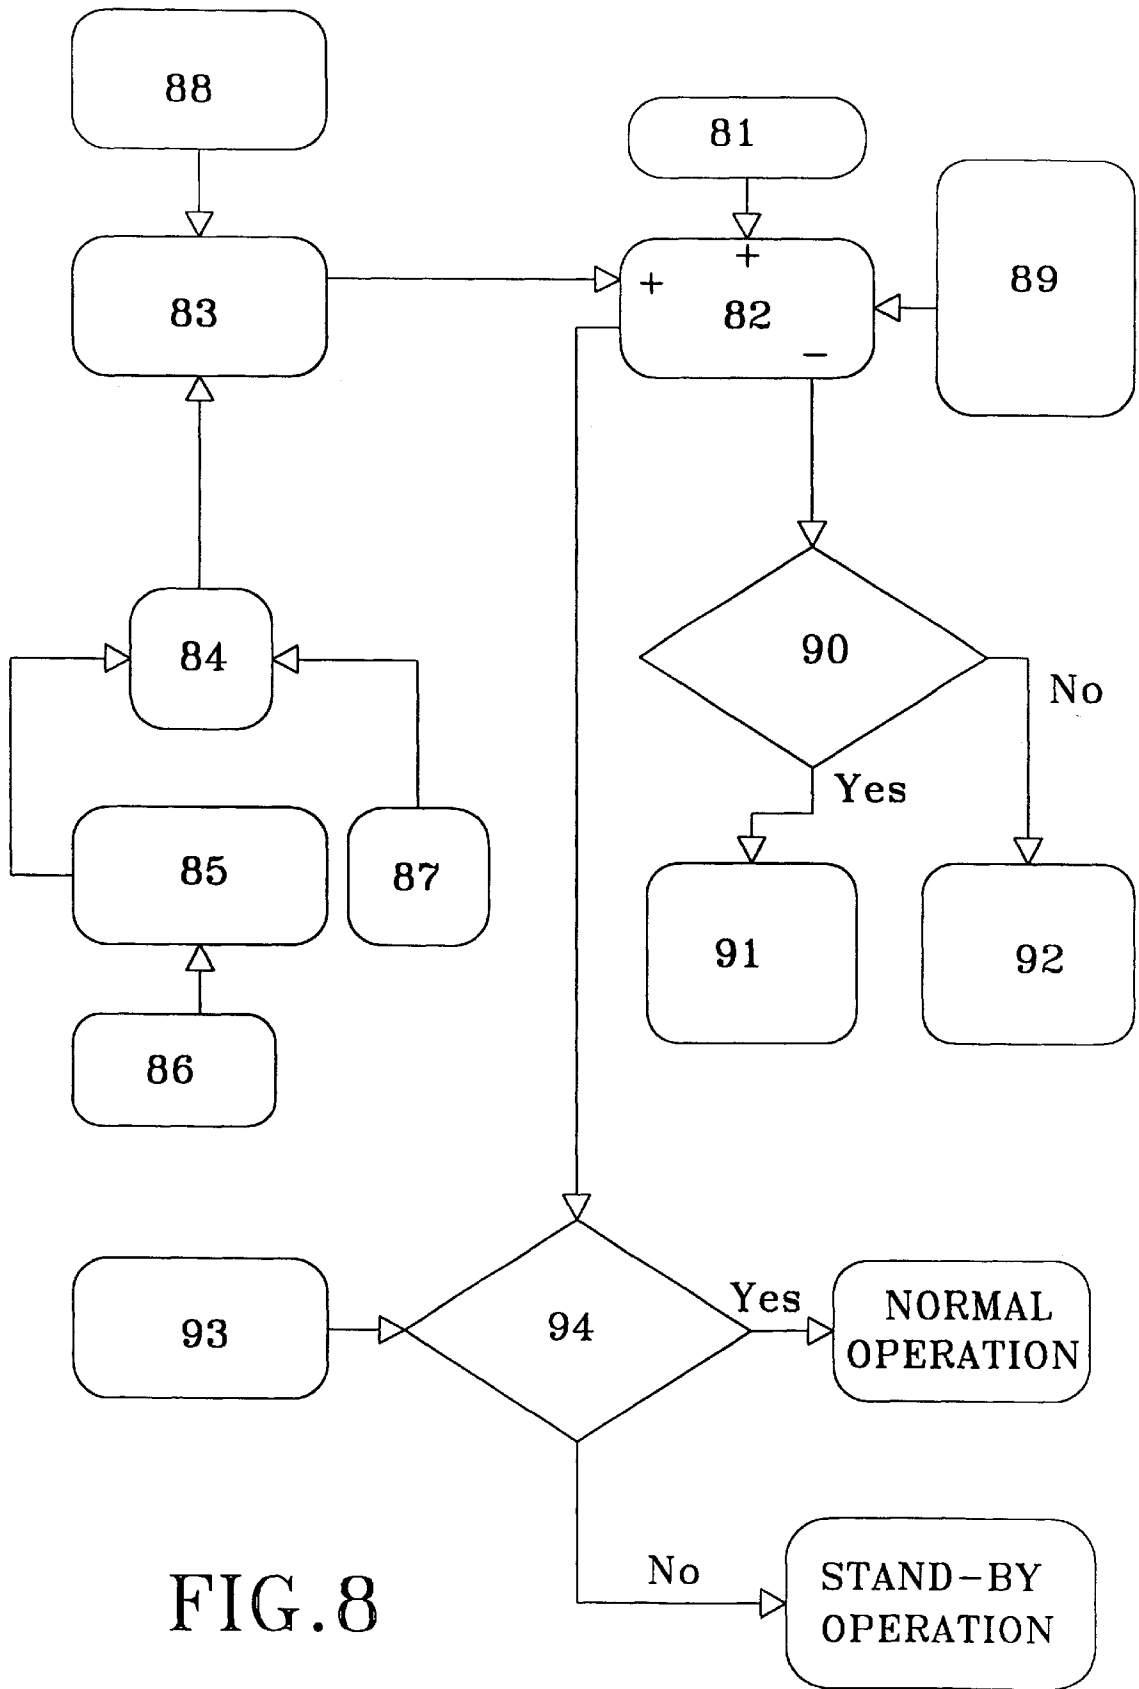 88
81
89
83
+
+
82
−
84
90
No
Yes
85
87
91
92
86
93
94
Yes
NORMAL
OPERATION
No
STAND-BY
OPERATION
FIG.8